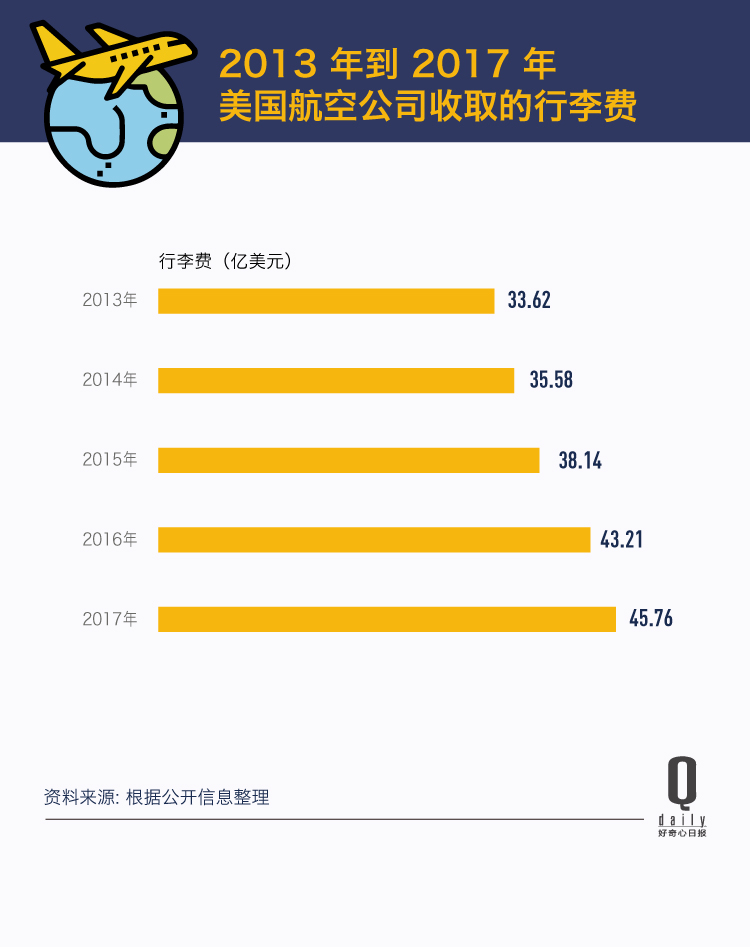 2013 年到 2017 年
美国航空公司收取的行李费
行李费（亿美元）
2013年 33.62
2014年 35.58
2015年 38.14
2016年 43.21
2017年 45.76
资料来源: 根据公开信息整理
Q
daily
好奇心日报